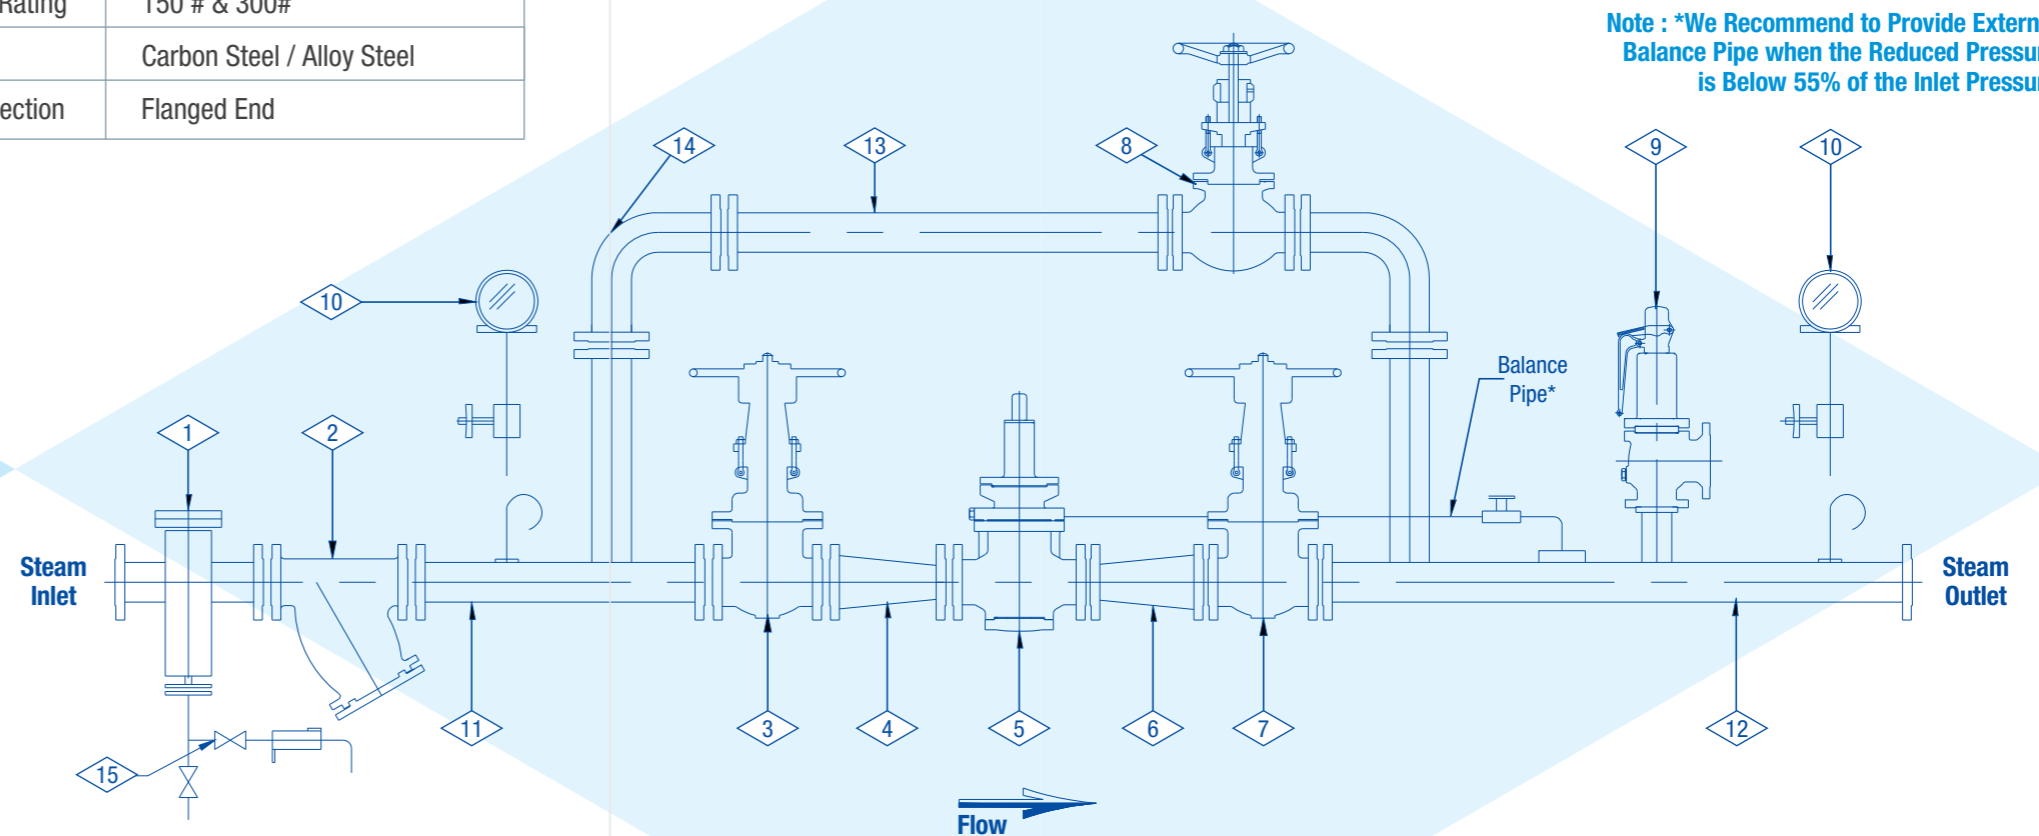 Rating 150 # & 300#
Carbon Steel / Alloy Steel
ection Flanged End
Note : *We Recommend to Provide Extern
Balance Pipe when the Reduced Pressu
is Below 55% of the Inlet Pressu
14
13
8
9
10
10
Balance
Pipe*
1
2
Steam
Inlet
Steam
Outlet
11
3
4
5
6
7
12
15
Flow